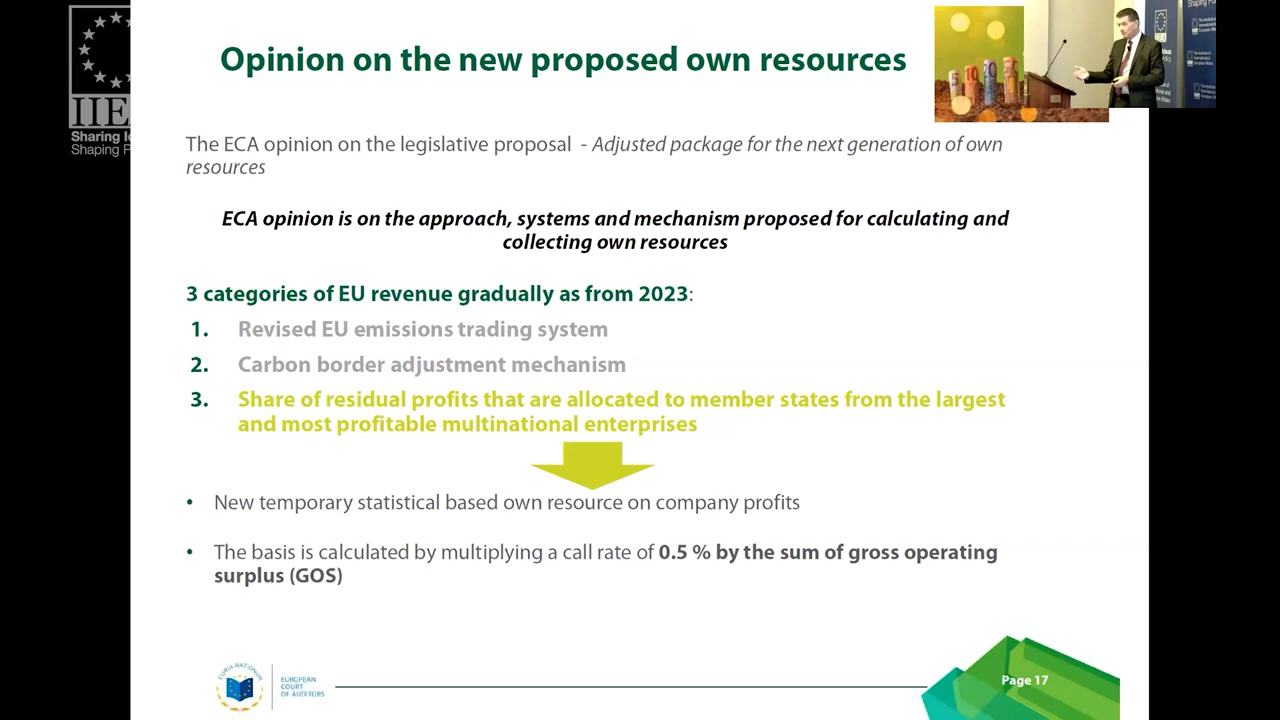 Opinion on the new proposed own resources
IIE
Sharing I
Shaping P
The ECA opinion on the legislative proposal - Adjusted package for the next generation of own
resources
ECA opinion is on the approach, systems and mechanism proposed for calculating and
collecting own resources
3 categories of EU revenue gradually as from 2023:
1. Revised EU emissions trading system
2. Carbon border adjustment mechanism
3. Share of residual profits that are allocated to member states from the largest
and most profitable multinational enterprises
• New temporary statistical based own resource on company profits
• The basis is calculated by multiplying a call rate of 0.5 % by the sum of gross operating
surplus (GOS)
CURIA RATIONUM
EUROPEAN
COURT
OF AUDITORS
Page 17